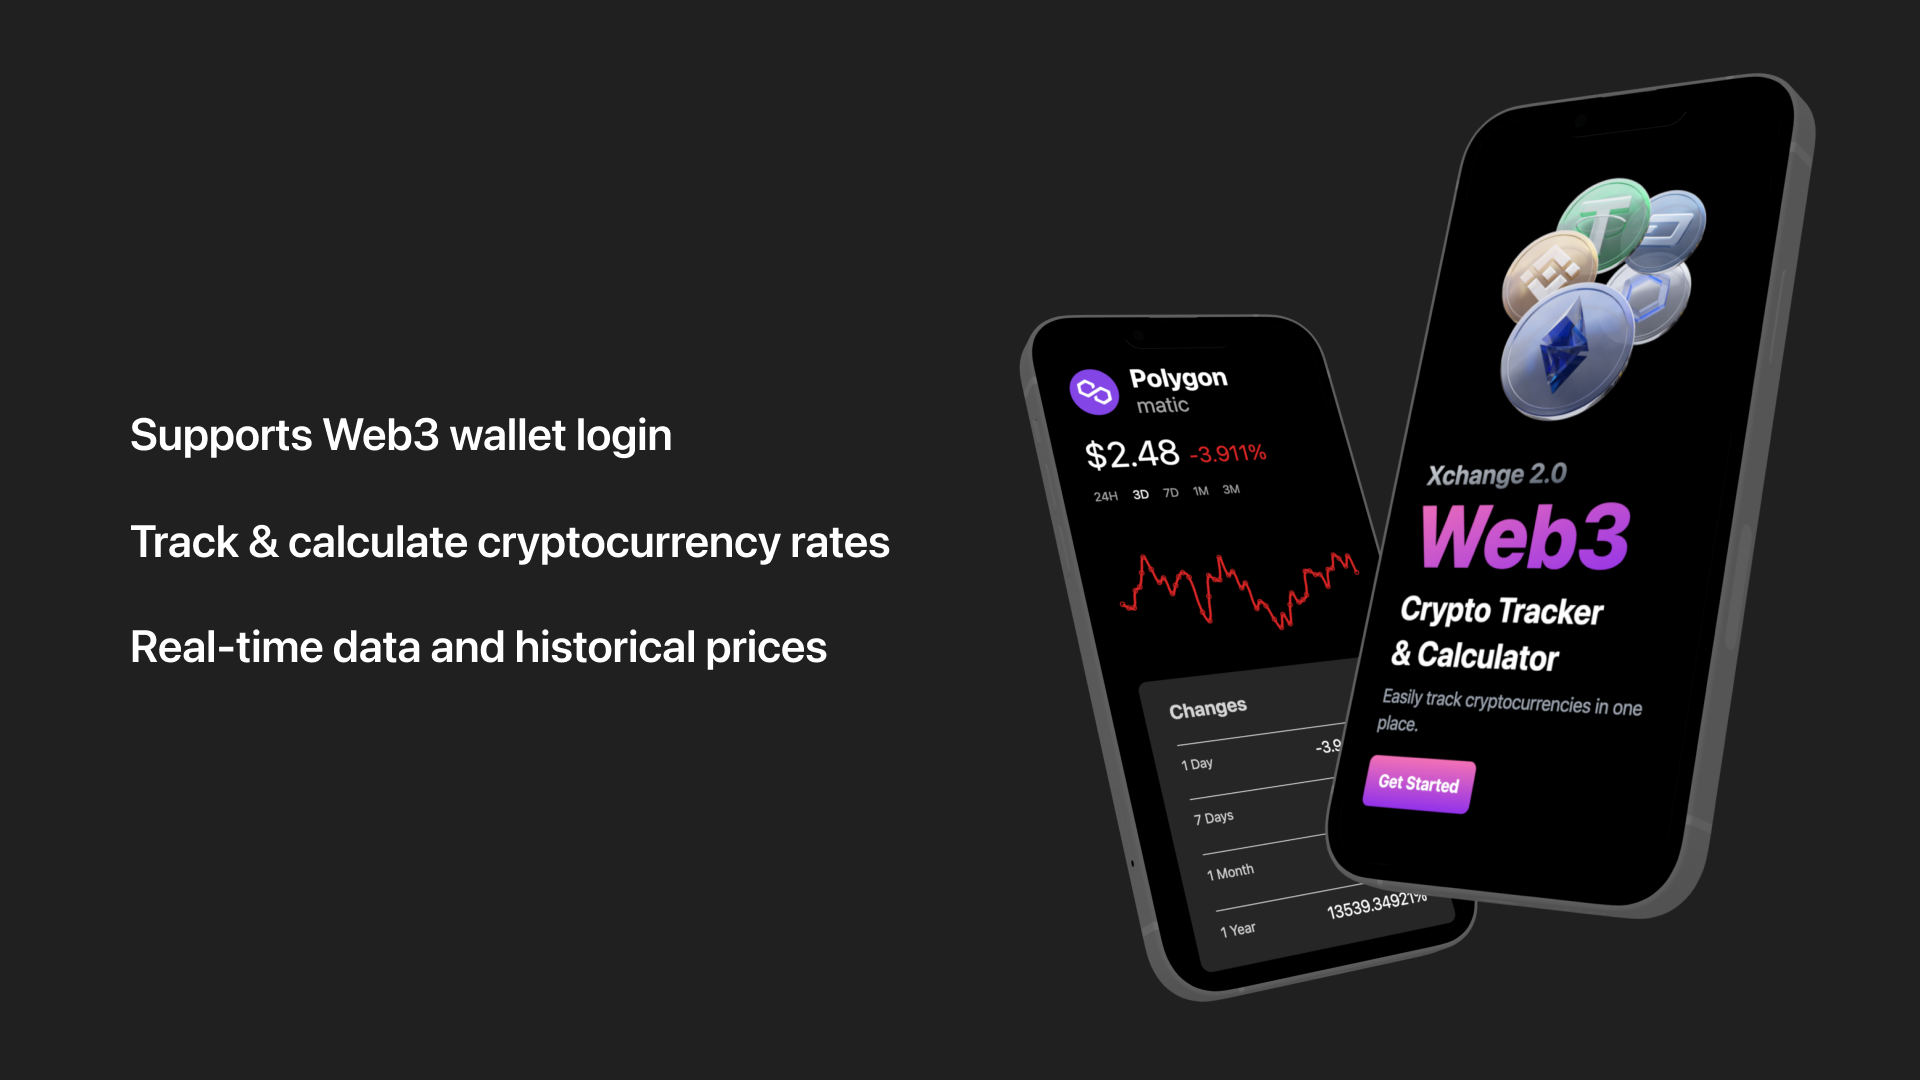 Supports Web3 wallet login
Track & calculate cryptocurrency rates
Real-time data and historical prices
Polygon
matic
$2.48 -3.911%
24H 3D 7D 1M 3M
Changes
1 Day -3.9
7 Days
1 Month
1 Year 13539.34921%
Xchange 2.0
Web3
Crypto Tracker
& Calculator
Easily track cryptocurrencies in one
place.
Get Started